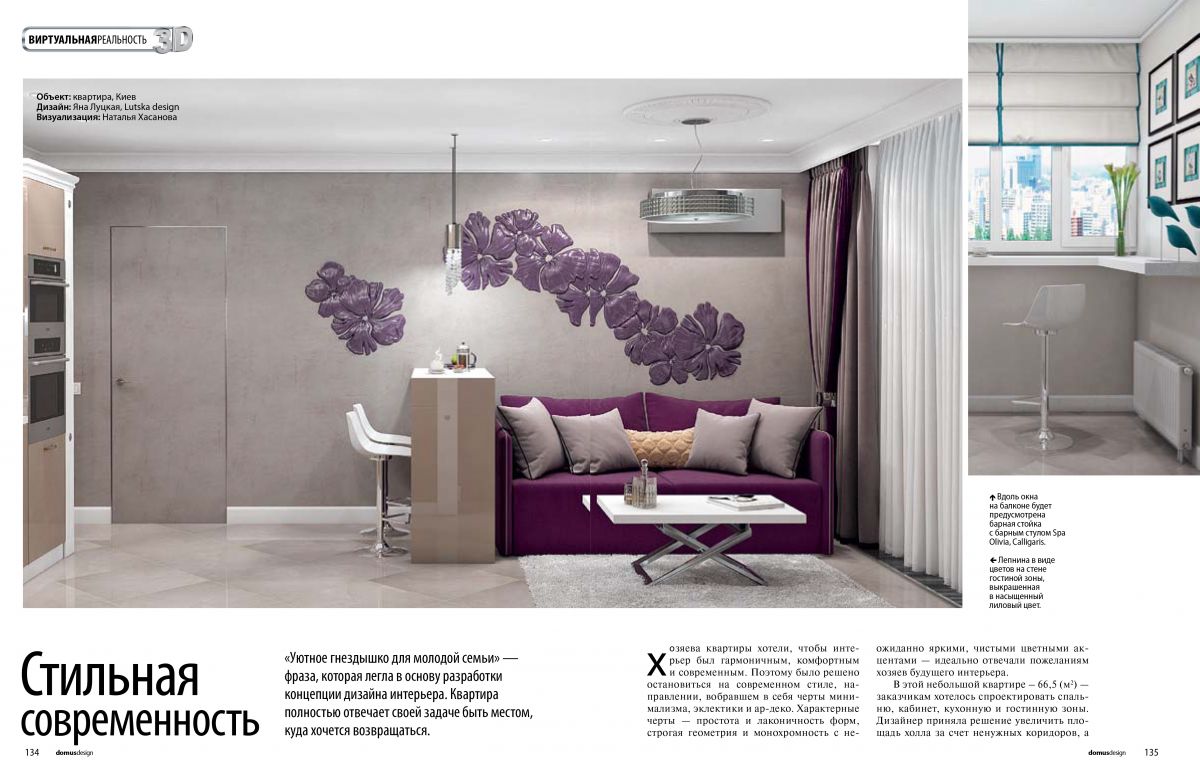 ВИРТУАЛЬНАЯРЕАЛЬНОСТЬ 3D
Объект: квартира, Киев
Дизайн: Яна Луцкая, Lutska design
Визуализация: Наталья Хасанова
↑ Вдоль окна
на балконе будет
предусмотрена
барная стойка
с барным стулом Spa
Olivia, Calligaris.
← Лепнина в виде
цветов на стене
гостиной зоны,
выкрашенная
в насыщенный
лиловый цвет.
Стильная
современность
«Уютное гнездышко для молодой семьи» —
фраза, которая легла в основу разработки
концепции дизайна интерьера. Квартира
полностью отвечает своей задаче быть местом,
куда хочется возвращаться.
Хозяева квартиры хотели, чтобы инте-
рьер был гармоничным, комфортным
и современным. Поэтому было решено
остановиться на современном стиле, на-
правлении, вобравшем в себя черты мини-
мализма, эклектики и ар-деко. Характерные
черты — простота и лаконичность форм,
строгая геометрия и монохромность с не-
ожиданно яркими, чистыми цветными ак-
центами — идеально отвечали пожеланиям
хозяев будущего интерьера.
В этой небольшой квартире – 66,5 (м²) —
заказчикам хотелось спроектировать спаль-
ню, кабинет, кухонную и гостинную зоны.
Дизайнер приняла решение увеличить пло-
щадь холла за счет ненужных коридоров, а
134 domusdesign
domusdesign 135